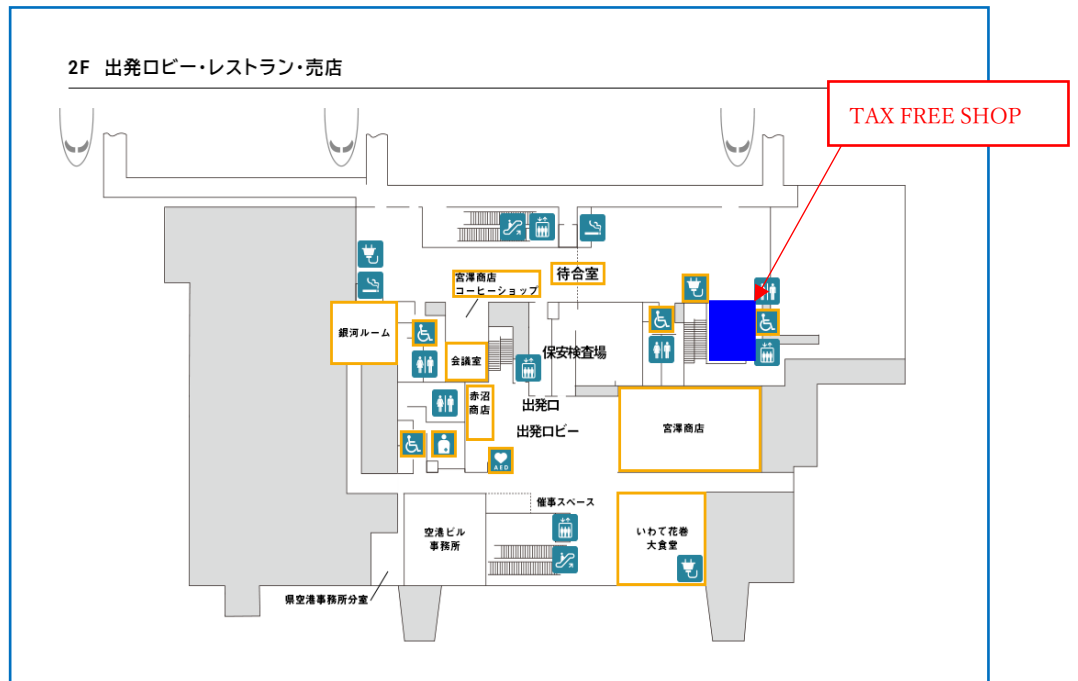 2F 出発ロビー・レストラン・売店
TAX FREE SHOP
宮澤商店
コーヒーショップ
待合室
銀河ルーム
会議室
保安検査場
赤沼
商店
出発口
出発ロビー
宮澤商店
AED
催事スペース
空港ビル
事務所
いわて花巻
大食堂
県空港事務所分室